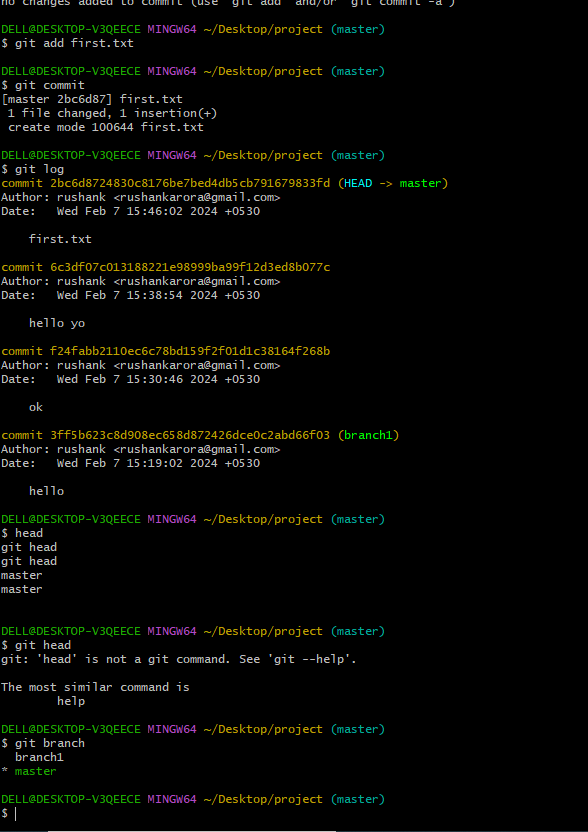 no changes added to commit (use "git add" and/or "git commit -a")
DELL@DESKTOP-V3QEECE MINGW64 ~/Desktop/project (master)
$ git add first.txt
DELL@DESKTOP-V3QEECE MINGW64 ~/Desktop/project (master)
$ git commit
[master 2bc6d87] first.txt
 1 file changed, 1 insertion(+)
 create mode 100644 first.txt
DELL@DESKTOP-V3QEECE MINGW64 ~/Desktop/project (master)
$ git log
commit 2bc6d8724830c8176be7bed4db5cb791679833fd (HEAD -> master)
Author: rushank <rushankarora@gmail.com>
Date:   Wed Feb 7 15:46:02 2024 +0530
    first.txt
commit 6c3df07c013188221e98999ba99f12d3ed8b077c
Author: rushank <rushankarora@gmail.com>
Date:   Wed Feb 7 15:38:54 2024 +0530
    hello yo
commit f24fabb2110ec6c78bd159f2f01d1c38164f268b
Author: rushank <rushankarora@gmail.com>
Date:   Wed Feb 7 15:30:46 2024 +0530
    ok
commit 3ff5b623c8d908ec658d872426dce0c2abd66f03 (branch1)
Author: rushank <rushankarora@gmail.com>
Date:   Wed Feb 7 15:19:02 2024 +0530
    hello
DELL@DESKTOP-V3QEECE MINGW64 ~/Desktop/project (master)
$ head
git head
git head
master
master
DELL@DESKTOP-V3QEECE MINGW64 ~/Desktop/project (master)
$ git head
git: 'head' is not a git command. See 'git --help'.
The most similar command is
        help
DELL@DESKTOP-V3QEECE MINGW64 ~/Desktop/project (master)
$ git branch
  branch1
* master
DELL@DESKTOP-V3QEECE MINGW64 ~/Desktop/project (master)
$